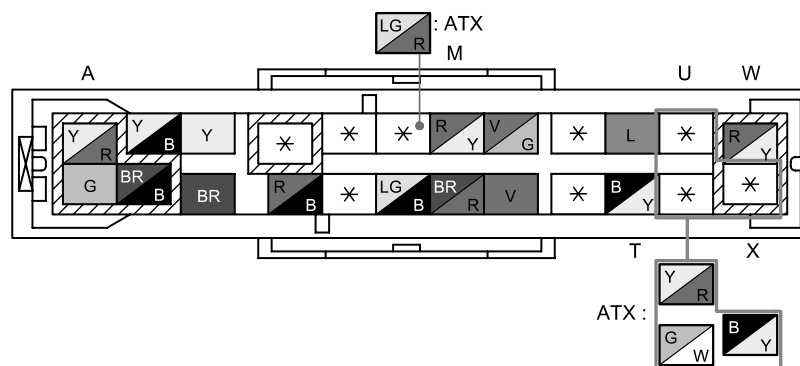 LG R : ATX
M
A U W
Y R Y B Y * * * R Y V G * L * R Y
G BR B BR R B * LG B BR R V * B Y * *
T X
Y R
ATX :
G W B Y